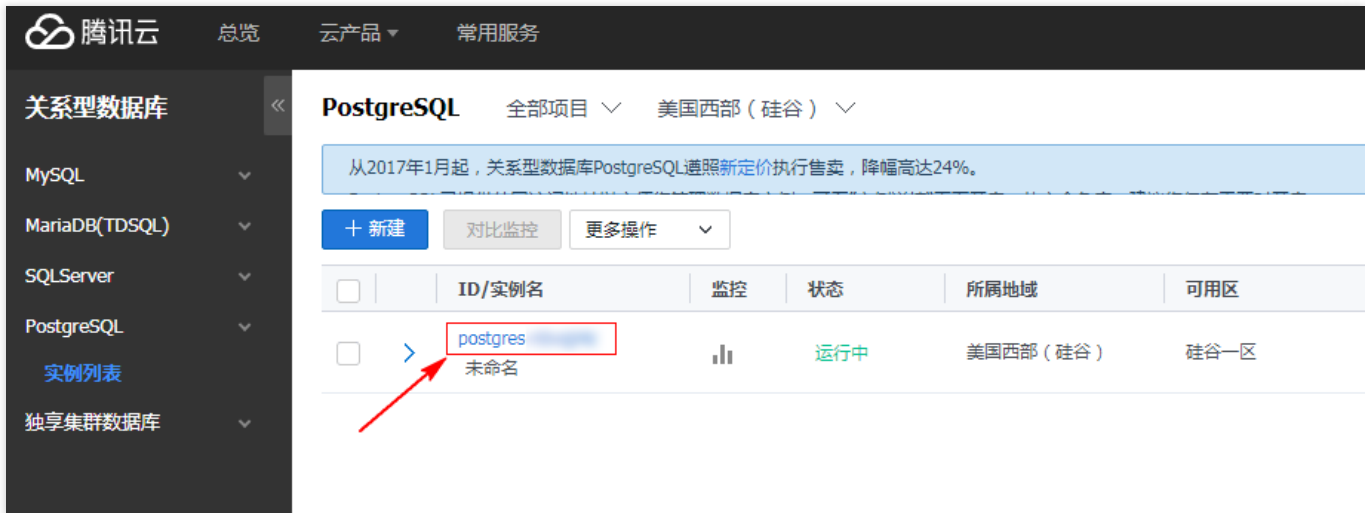 腾讯云 总览 云产品 常用服务
关系型数据库
MySQL
MariaDB(TDSQL)
SQLServer
PostgreSQL
实例列表
独享集群数据库
PostgreSQL 全部项目 美国西部(硅谷)
从2017年1月起,关系型数据库PostgreSQL遵照新定价执行售卖,降幅高达24%。
+ 新建 对比监控 更多操作
ID/实例名 监控 状态 所属地域 可用区
postgres
未命名 运行中 美国西部(硅谷) 硅谷一区